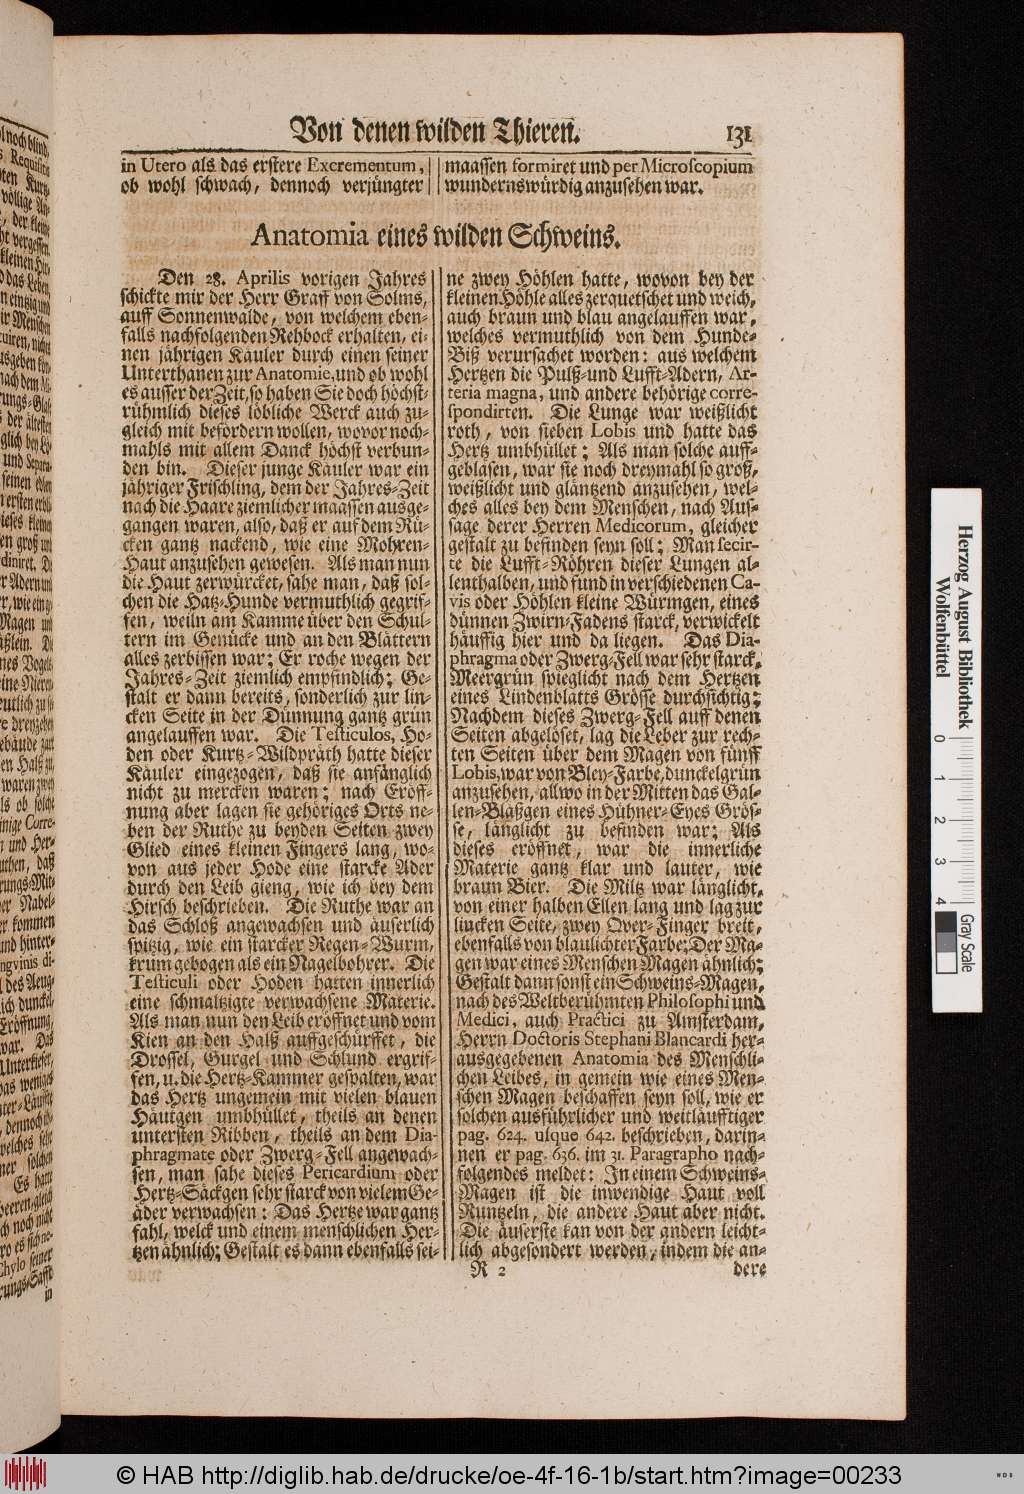 Von denen wilden Thieren.
131
in Utero als das erstere Excrementum,
ob wohl schwach, dennoch verjüngter
maassen formiret und per Microscopium
wundernswürdig anzusehen war.
Anatomia eines wilden Schweins.
Den 28. Aprilis vorigen Jahres
schickte mir der Herr Graff von Solms,
auff Sonnenwalde, von welchem eben-
falls nachfolgenden Rehbock erhalten, ei-
nen jährigen Käuler durch einen seiner
Unterthanen zur Anatomie, und ob wohl
es ausser der Zeit, so haben Sie doch höchst-
rühmlich dieses löbliche Werck auch zu-
gleich mit befördern wollen, wovor noch-
mahls mit allem Danck höchst verbun-
den bin. Dieser junge Käuler war ein
jähriger Frischling, dem der Jahres-Zeit
nach die Haare ziemlicher maassen ausge-
gangen waren, also, daß er auf dem Rü-
cken gantz nackend, wie eine Mohren-
Haut anzusehen gewesen. Als man nun
die Haut zerwürcket, sahe man, daß sol-
chen die Hatz-Hunde vermuthlich gegrif-
fen, weiln am Kamme über den Schul-
tern im Genücke und an den Blättern
alles zerbissen war; Er roche wegen der
Jahres-Zeit ziemlich empfindlich; Ge-
stalt er dann bereits, sonderlich zur lin-
cken Seite in der Dünnung gantz grün
angelauffen war. Die Testiculos, Ho-
den oder Kurtz-Wildpräth hatte dieser
Käuler eingezogen, daß sie anfänglich
nicht zu mercken waren; nach Eröff-
nung aber lagen sie gehöriges Orts ne-
ben der Ruthe zu beyden Seiten zwey
Glied eines kleinen Fingers lang, wo-
von aus jeder Hode eine starcke Ader
durch den Leib gieng, wie ich bey dem
Hirsch beschrieben. Die Ruthe war an
das Schloß angewachsen und äuserlich
spitzig, wie ein starcker Regen-Wurm,
krum gebogen als ein Nagelbohrer. Die
Testiculi oder Hoden hatten innerlich
eine schmaltzigte verwachsene Materie.
Als man nun den Leib eröffnet und vom
Kien an den Halß auffgeschürffet, die
Drossel, Gurgel und Schlund ergrif-
fen, u. die Hertz-Kammer gespalten, war
das Hertz ungemein mit vielen blauen
Häutgen umbhüllet, theils an denen
untersten Ribben, theils an dem Dia-
phragmate oder Zwerg-Fell angewach-
sen, man sahe dieses Pericardium oder
Hertz-Säckgen sehr starck von vielem Ge-
äder verwachsen: Das Hertze war gantz
fahl, welck und einem menschlichen Her-
tzen ähnlich; Gestalt es dann ebenfalls sei-
ne zwey Höhlen hatte, wovon bey der
kleinen Höhle alles zerquetschet und weich,
auch braun und blau angelauffen war,
welches vermuthlich von dem Hunde-
Biß verursachet worden: aus welchem
Hertzen die Pulß-und Lufft-Adern, Ar-
teria magna, und andere behörige corre-
spondirten. Die Lunge war weißlicht
roth, von sieben Lobis und hatte das
Hertz umbhüllet; Als man solche auff-
geblasen, war sie noch dreymahl so groß,
weißlicht und gläntzend anzusehen, wel-
ches alles bey dem Menschen, nach Aus-
sage derer Herren Medicorum, gleicher
gestalt zu befinden seyn soll; Man secir-
te die Lufft-Röhren dieser Lungen al-
lenthalben, und fund in verschiedenen Ca-
vis oder Höhlen kleine Würmgen, eines
dünnen Zwirn-Fadens starck, verwickelt
häuffig hier und da liegen. Das Dia-
phragma oder Zwerg-Fell war sehr starck,
Meergrün spieglicht nach dem Hertzen
eines Lindenblatts Grösse durchsichtig;
Nachdem dieses Zwerg-Fell auff denen
Seiten abgelöset, lag die Leber zur rech-
ten Seiten über dem Magen von fünff
Lobis, war von Bley-Farbe, dunckelgrün
anzusehen, allwo in der Mitten das Gal-
len-Bläßgen eines Hühner-Eyes Grös-
se, länglicht zu befinden war; Als
dieses eröffnet, war die innerliche
Materie gantz klar und lauter, wie
braun Bier. Die Miltz war länglicht,
von einer halben Ellen lang und lag zur
lincken Seite, zwey Qver-Finger breit,
ebenfalls von blaulichter Farbe; Der Ma-
gen war eines Menschen Magen ähnlich;
Gestalt dann sonst ein Schweins-Magen,
nach des Weltberühmten Philosophi und
Medici, auch Practici zu Amsterdam,
Herrn Doctoris Stephani Blancardi her-
ausgegebenen Anatomia des Menschli-
chen Leibes, in gemein wie eines Men-
schen Magen beschaffen seyn soll, wie er
solchen ausführlicher und weitläufftiger
pag. 624. usque 642. beschrieben, darin-
nen er pag. 636. im 31. Paragrapho nach-
folgendes meldet: In einem Schweins-
Magen ist die inwendige Haut voll
Runtzeln, die andere Haut aber nicht.
Die äuserste kan von der andern leicht-
lich abgesondert werden, indem die an-
R 2
dere
Herzog August Bibliothek
Wolfenbüttel
0 1 2 3 4
Gray Scale
© HAB http://diglib.hab.de/drucke/oe-4f-16-1b/start.htm?image=00233